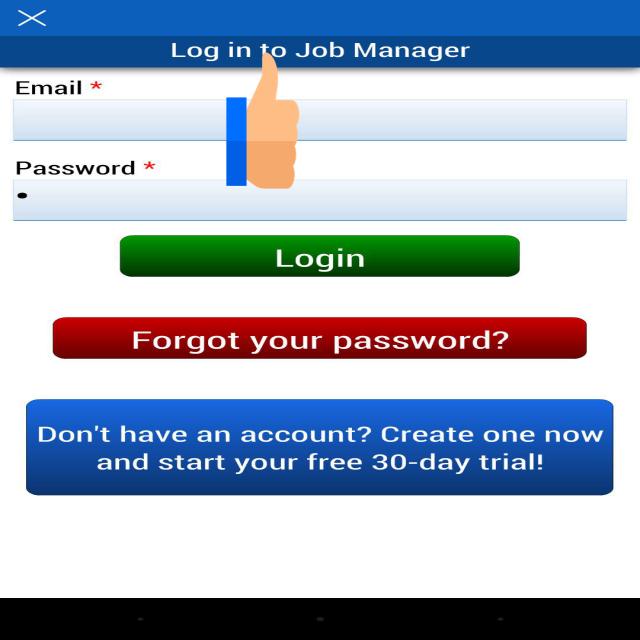 Log in to Job Manager
Email *
Password *
•
Login
Forgot your password?
Don't have an account? Create one now
and start your free 30-day trial!